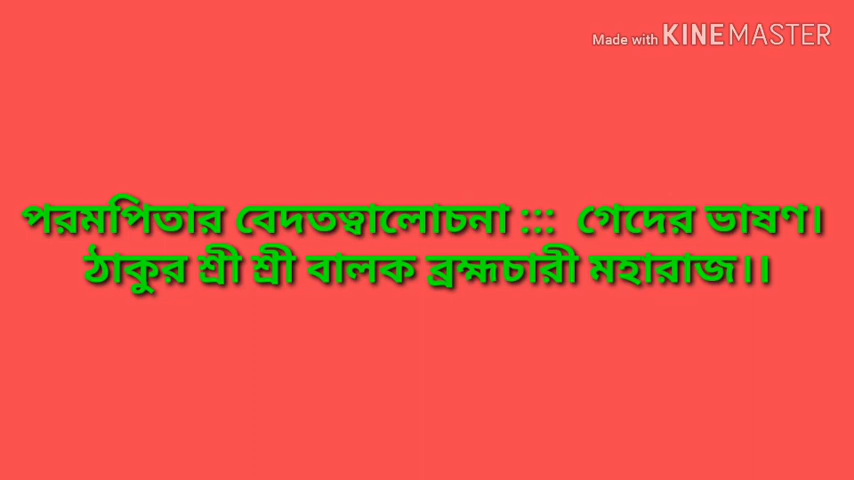 Made with KINEMASTER
পরমপিতার বেদতত্বালোচনা ::: গেদের ভাষণ।
ঠাকুর শ্রী শ্রী বালক ব্রহ্মচারী মহারাজ।।